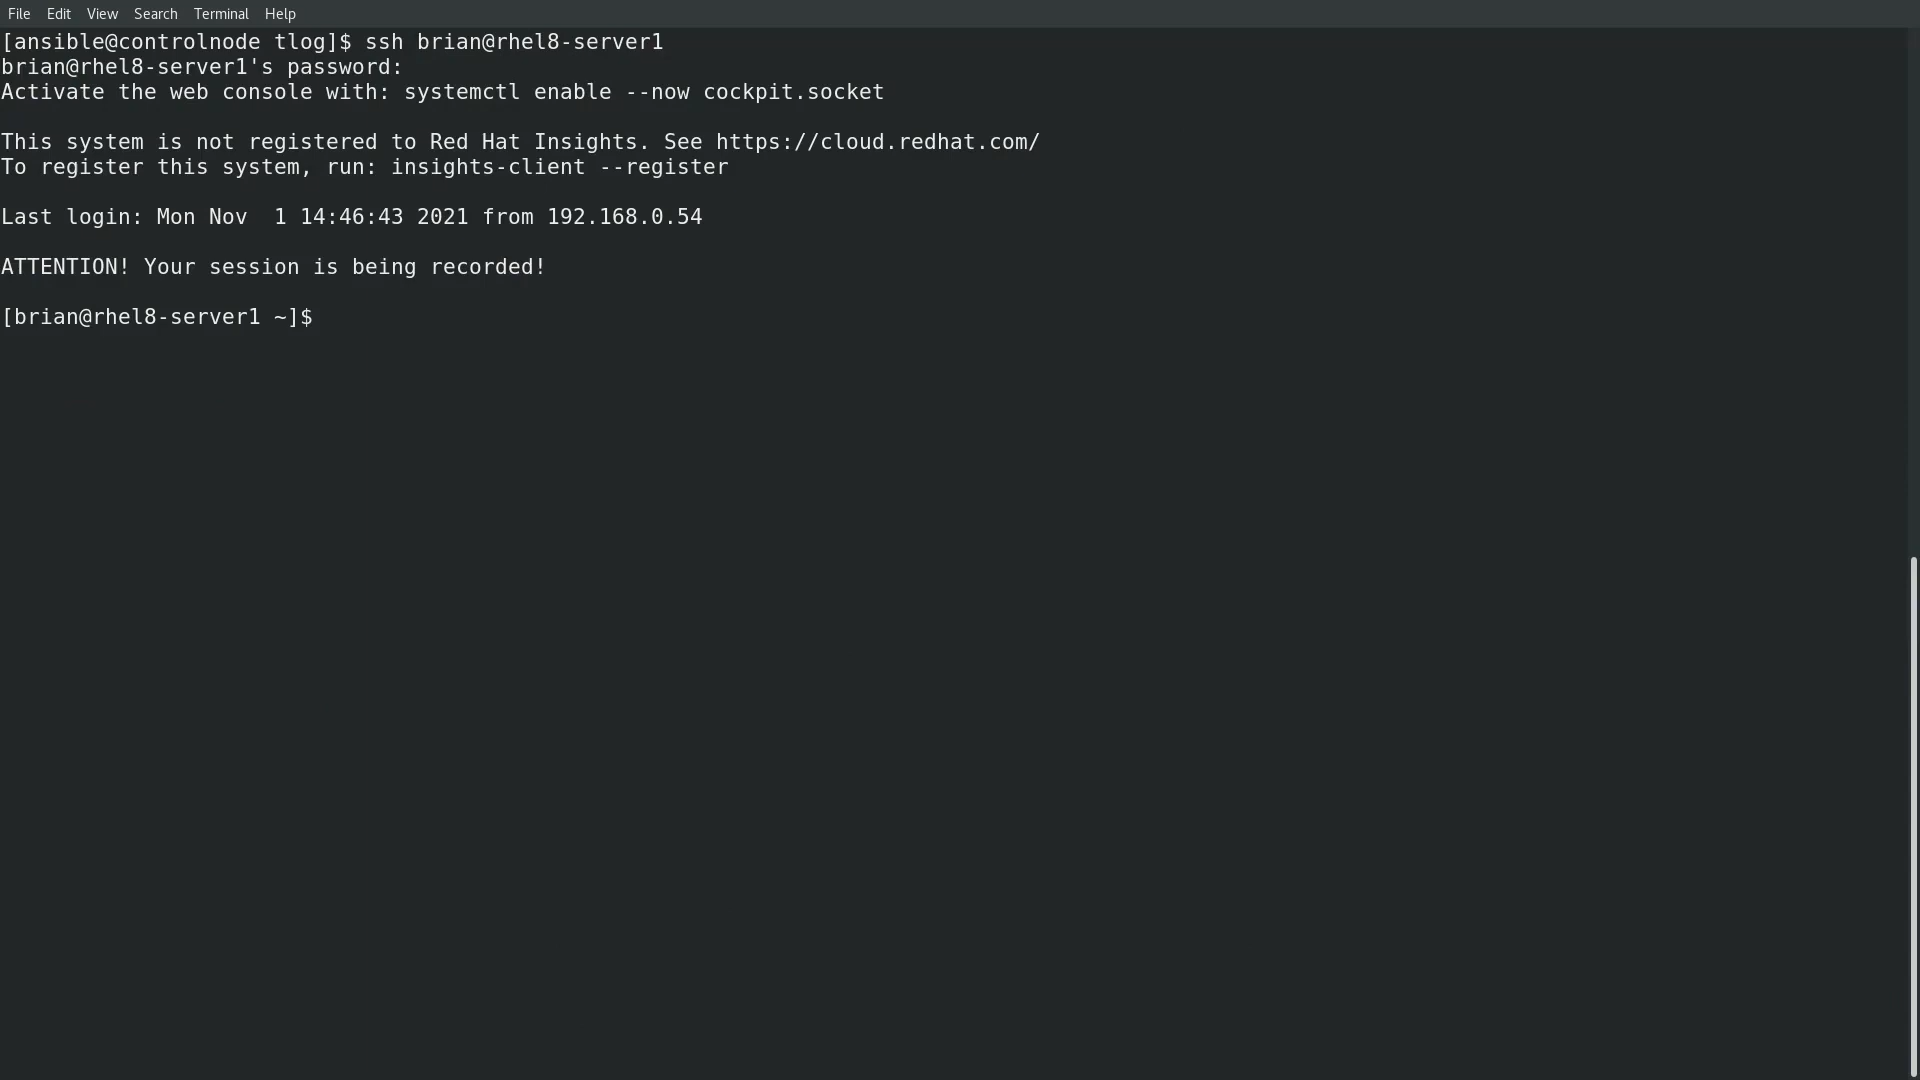 File Edit View Search Terminal Help
[ansible@controlnode tlog]$ ssh brian@rhel8-server1
brian@rhel8-server1's password:
Activate the web console with: systemctl enable --now cockpit.socket
This system is not registered to Red Hat Insights. See https://cloud.redhat.com/
To register this system, run: insights-client --register
Last login: Mon Nov  1 14:46:43 2021 from 192.168.0.54
ATTENTION! Your session is being recorded!
[brian@rhel8-server1 ~]$